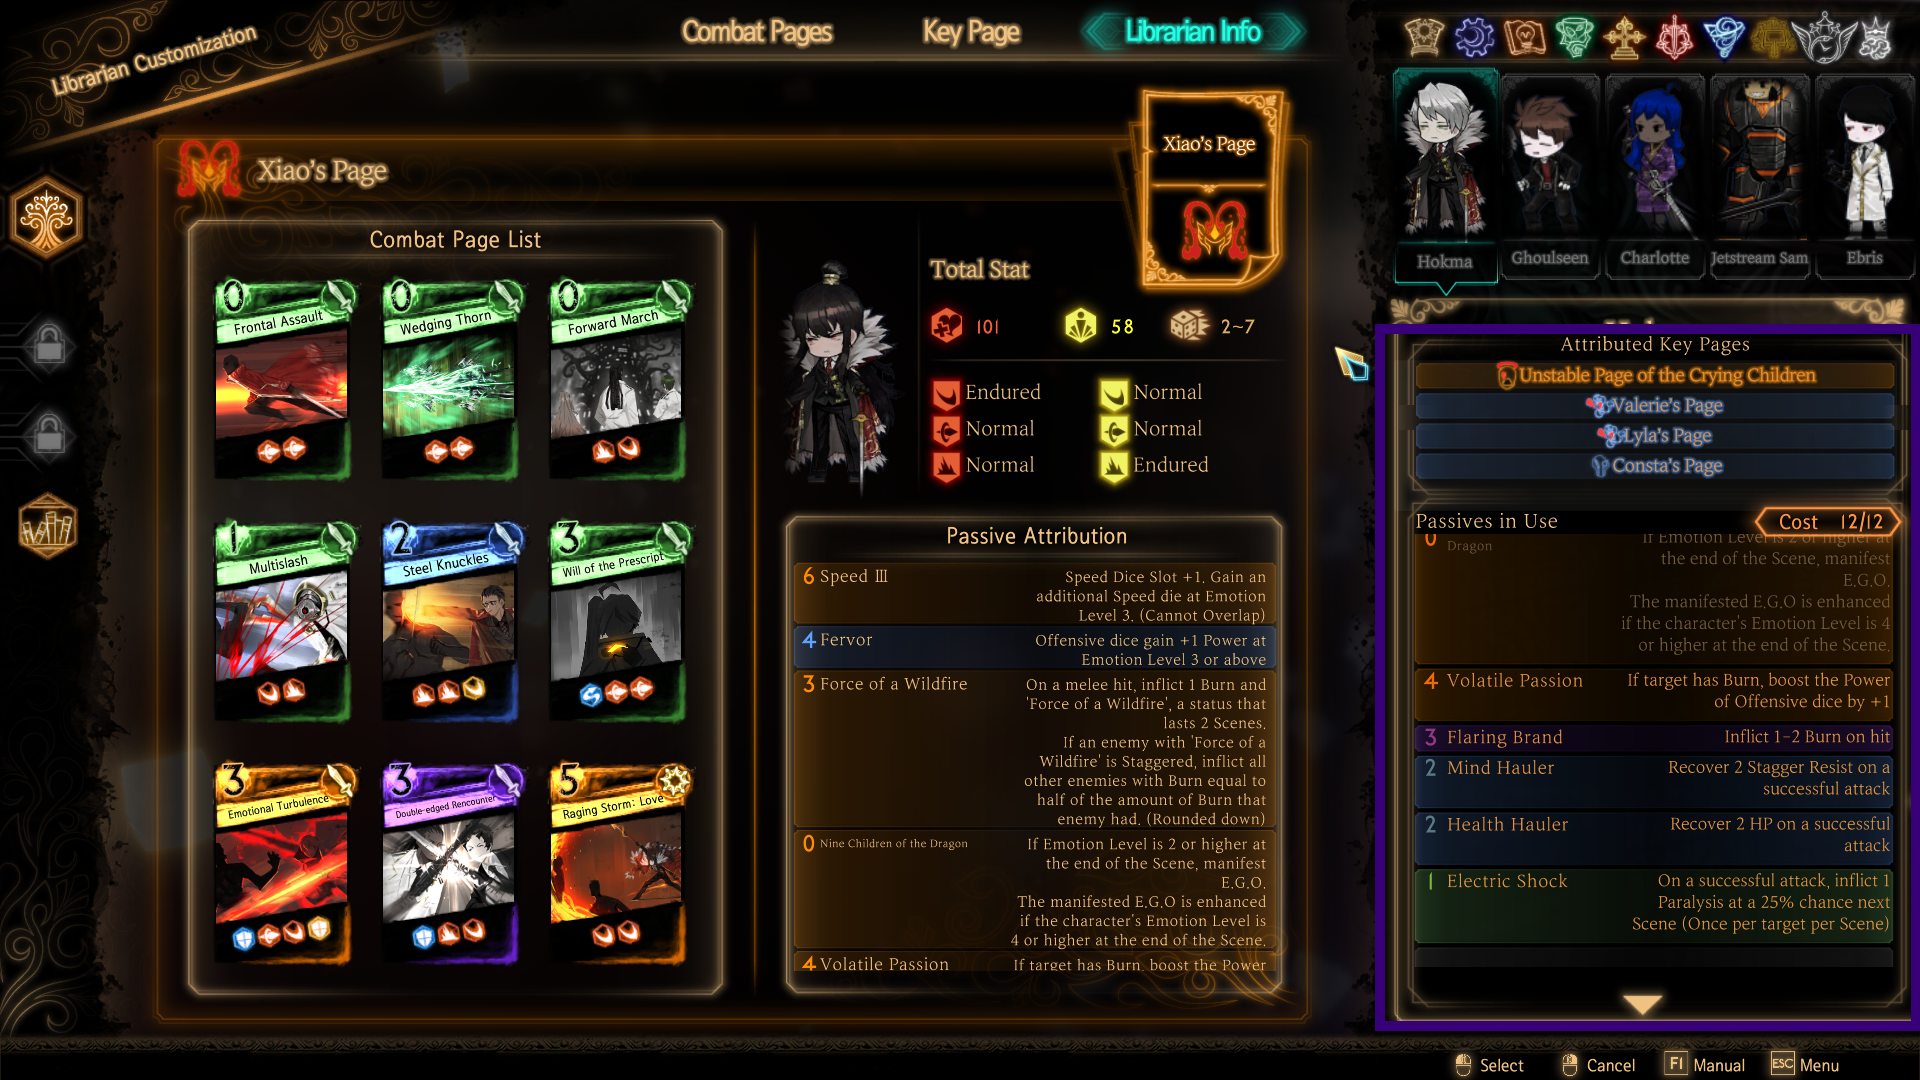 Librarian Customization
Combat Pages
Key Page
Librarian Info
Xiao's Page
Xiao's Page
Combat Page List
0
Frontal Assault
0
Wedging Thorn
0
Forward March
1
Multislash
2
Steel Knuckles
3
Will of the Prescript
3
Emotional Turbulence
3
Double-edged Rencounter
5
Raging Storm: Love
Total Stat
101
58
2~7
Endured
Normal
Normal
Normal
Normal
Endured
Passive Attribution
6 Speed III
Speed Dice Slot +1. Gain an
additional Speed die at Emotion
Level 3. (Cannot Overlap)
4 Fervor
Offensive dice gain +1 Power at
Emotion Level 3 or above
3 Force of a Wildfire
On a melee hit, inflict 1 Burn and
'Force of a Wildfire', a status that
lasts 2 Scenes.
If an enemy with 'Force of a
Wildfire' is Staggered, inflict all
other enemies with Burn equal to
half of the amount of Burn that
enemy had. (Rounded down)
0 Nine Children of the Dragon
If Emotion Level is 2 or higher at
the end of the Scene, manifest
E.G.O.
The manifested E.G.O is enhanced
if the character's Emotion Level is
4 or higher at the end of the Scene.
4 Volatile Passion
If target has Burn, boost the Power
Hokma
Ghoulseen
Charlotte
Jetstream Sam
Ebris
Attributed Key Pages
Unstable Page of the Crying Children
Valerie's Page
Lyla's Page
Consta's Page
Passives in Use
Cost 12/12
0
Dragon
If Emotion Level is 2 or higher at
the end of the Scene, manifest
E.G.O.
The manifested E.G.O is enhanced
if the character's Emotion Level is 4
or higher at the end of the Scene.
4 Volatile Passion
If target has Burn, boost the Power
of Offensive dice by +1
3 Flaring Brand
Inflict 1-2 Burn on hit
2 Mind Hauler
Recover 2 Stagger Resist on a
successful attack
2 Health Hauler
Recover 2 HP on a successful
attack
1 Electric Shock
On a successful attack, inflict 1
Paralysis at a 25% chance next
Scene (Once per target per Scene)
Select
Cancel
F1 Manual
ESC Menu